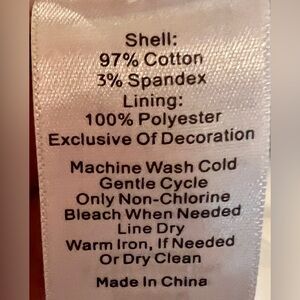 Shell:
97% Cotton
3% Spandex
Lining:
100% Polyester
Exclusive Of Decoration
Machine Wash Cold
Gentle Cycle
Only Non-Chlorine
Bleach When Needed
Line Dry
Warm Iron, If Needed
Or Dry Clean
Made In China